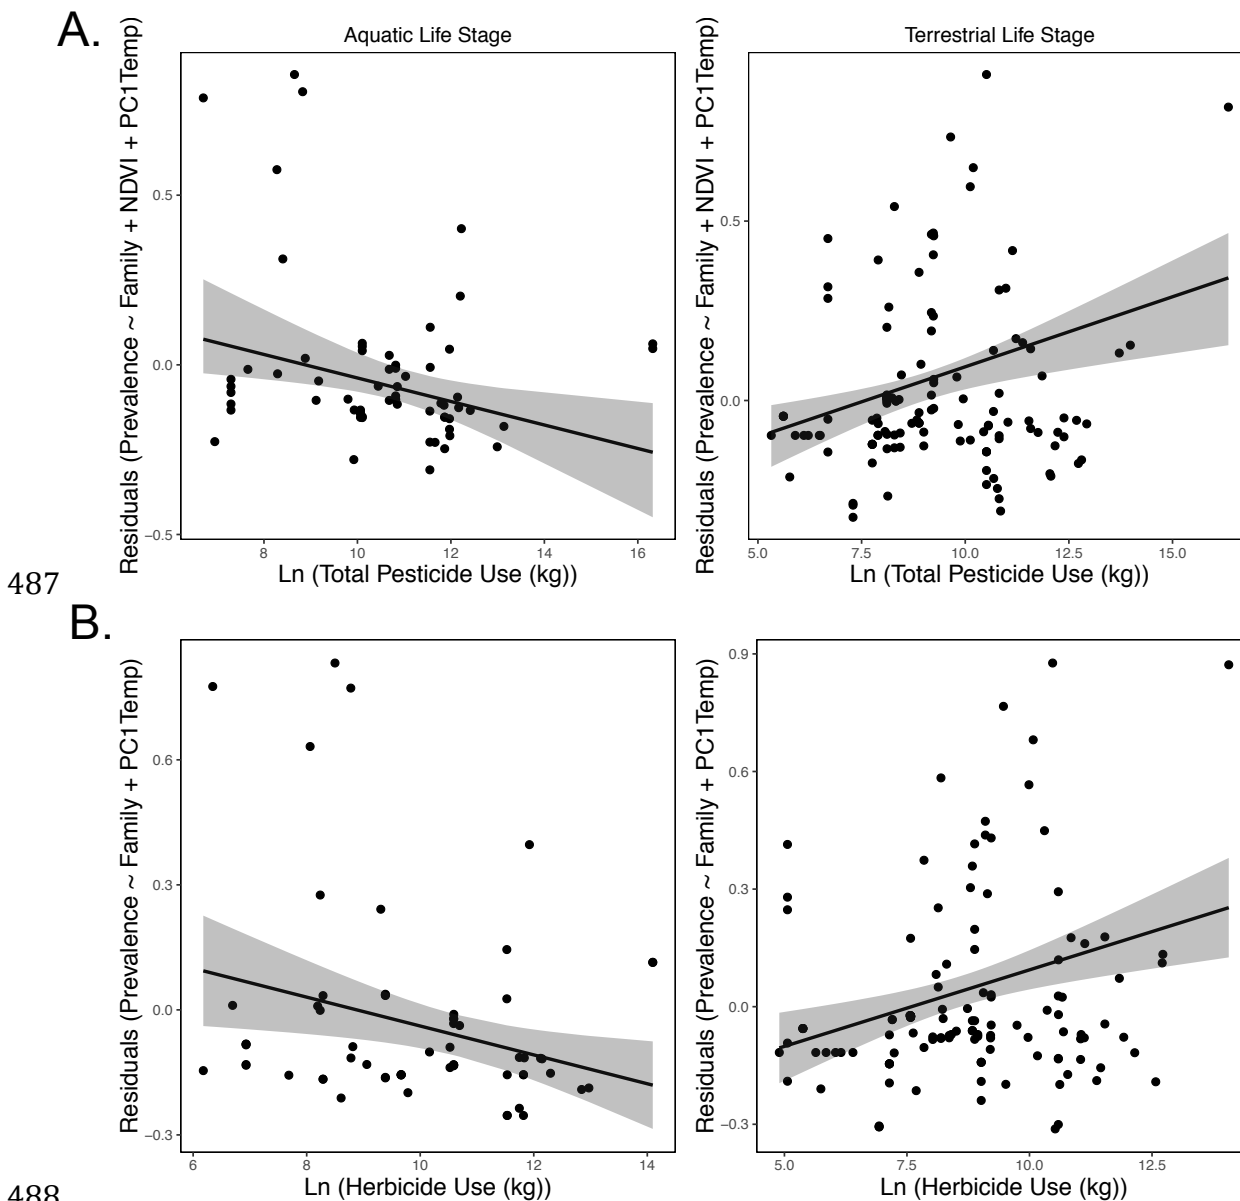 A.
Aquatic Life Stage
Terrestrial Life Stage
Residuals (Prevalence ~ Family + NDVI + PC1Temp)
0.5
0.0
−0.5
8
10
12
14
16
Ln (Total Pesticide Use (kg))
Residuals (Prevalence ~ Family + NDVI + PC1Temp)
0.5
0.0
5.0
7.5
10.0
12.5
15.0
Ln (Total Pesticide Use (kg))
487
B.
Residuals (Prevalence ~ Family + PC1Temp)
0.6
0.3
0.0
−0.3
6
8
10
12
14
Ln (Herbicide Use (kg))
Residuals (Prevalence ~ Family + PC1Temp)
0.9
0.6
0.3
0.0
−0.3
5.0
7.5
10.0
12.5
Ln (Herbicide Use (kg))
488